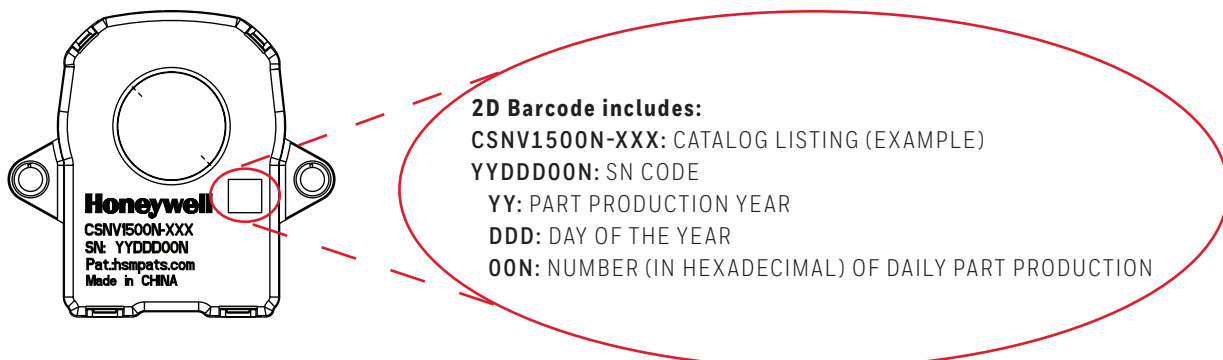 Honeywell
CSNV1500N-XXX
SN: YYDDD00N
Pat.:hsmpats.com
Made in CHINA
2D Barcode includes:
CSNV1500N-XXX: CATALOG LISTING (EXAMPLE)
YYDDD00N: SN CODE
YY: PART PRODUCTION YEAR
DDD: DAY OF THE YEAR
00N: NUMBER (IN HEXADECIMAL) OF DAILY PART PRODUCTION